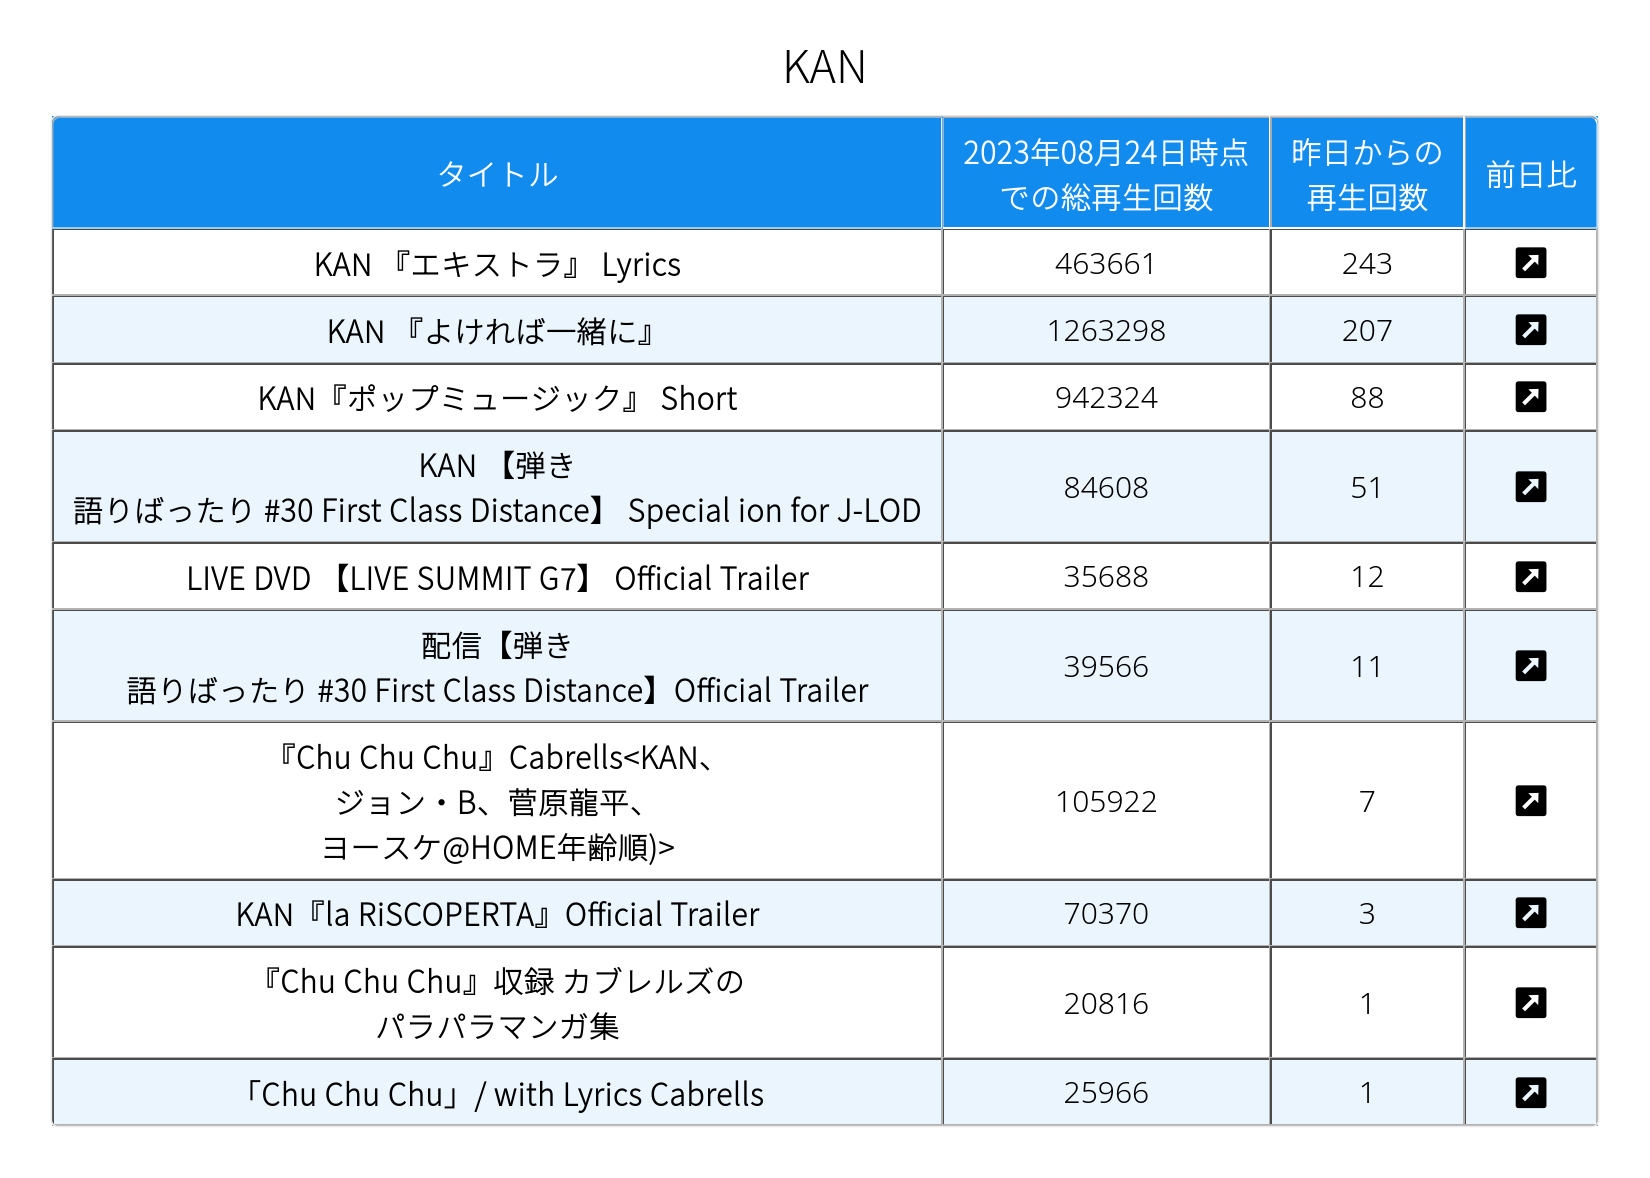 KAN
タイトル
2023年08月24日時点
での総再生回数
昨日からの
再生回数
前日比
KAN 『エキストラ』 Lyrics
463661
243
KAN 『よければ一緒に』
1263298
207
KAN『ポップミュージック』 Short
942324
88
KAN 【弾き
語りばったり #30 First Class Distance】 Special ion for J-LOD
84608
51
LIVE DVD 【LIVE SUMMIT G7】 Official Trailer
35688
12
配信【弾き
語りばったり #30 First Class Distance】Official Trailer
39566
11
『Chu Chu Chu』Cabrells<KAN、
ジョン・B、菅原龍平、
ヨースケ@HOME年齢順)>
105922
7
KAN『la RiSCOPERTA』Official Trailer
70370
3
『Chu Chu Chu』収録 カブレルズの
パラパラマンガ集
20816
1
「Chu Chu Chu」/ with Lyrics Cabrells
25966
1